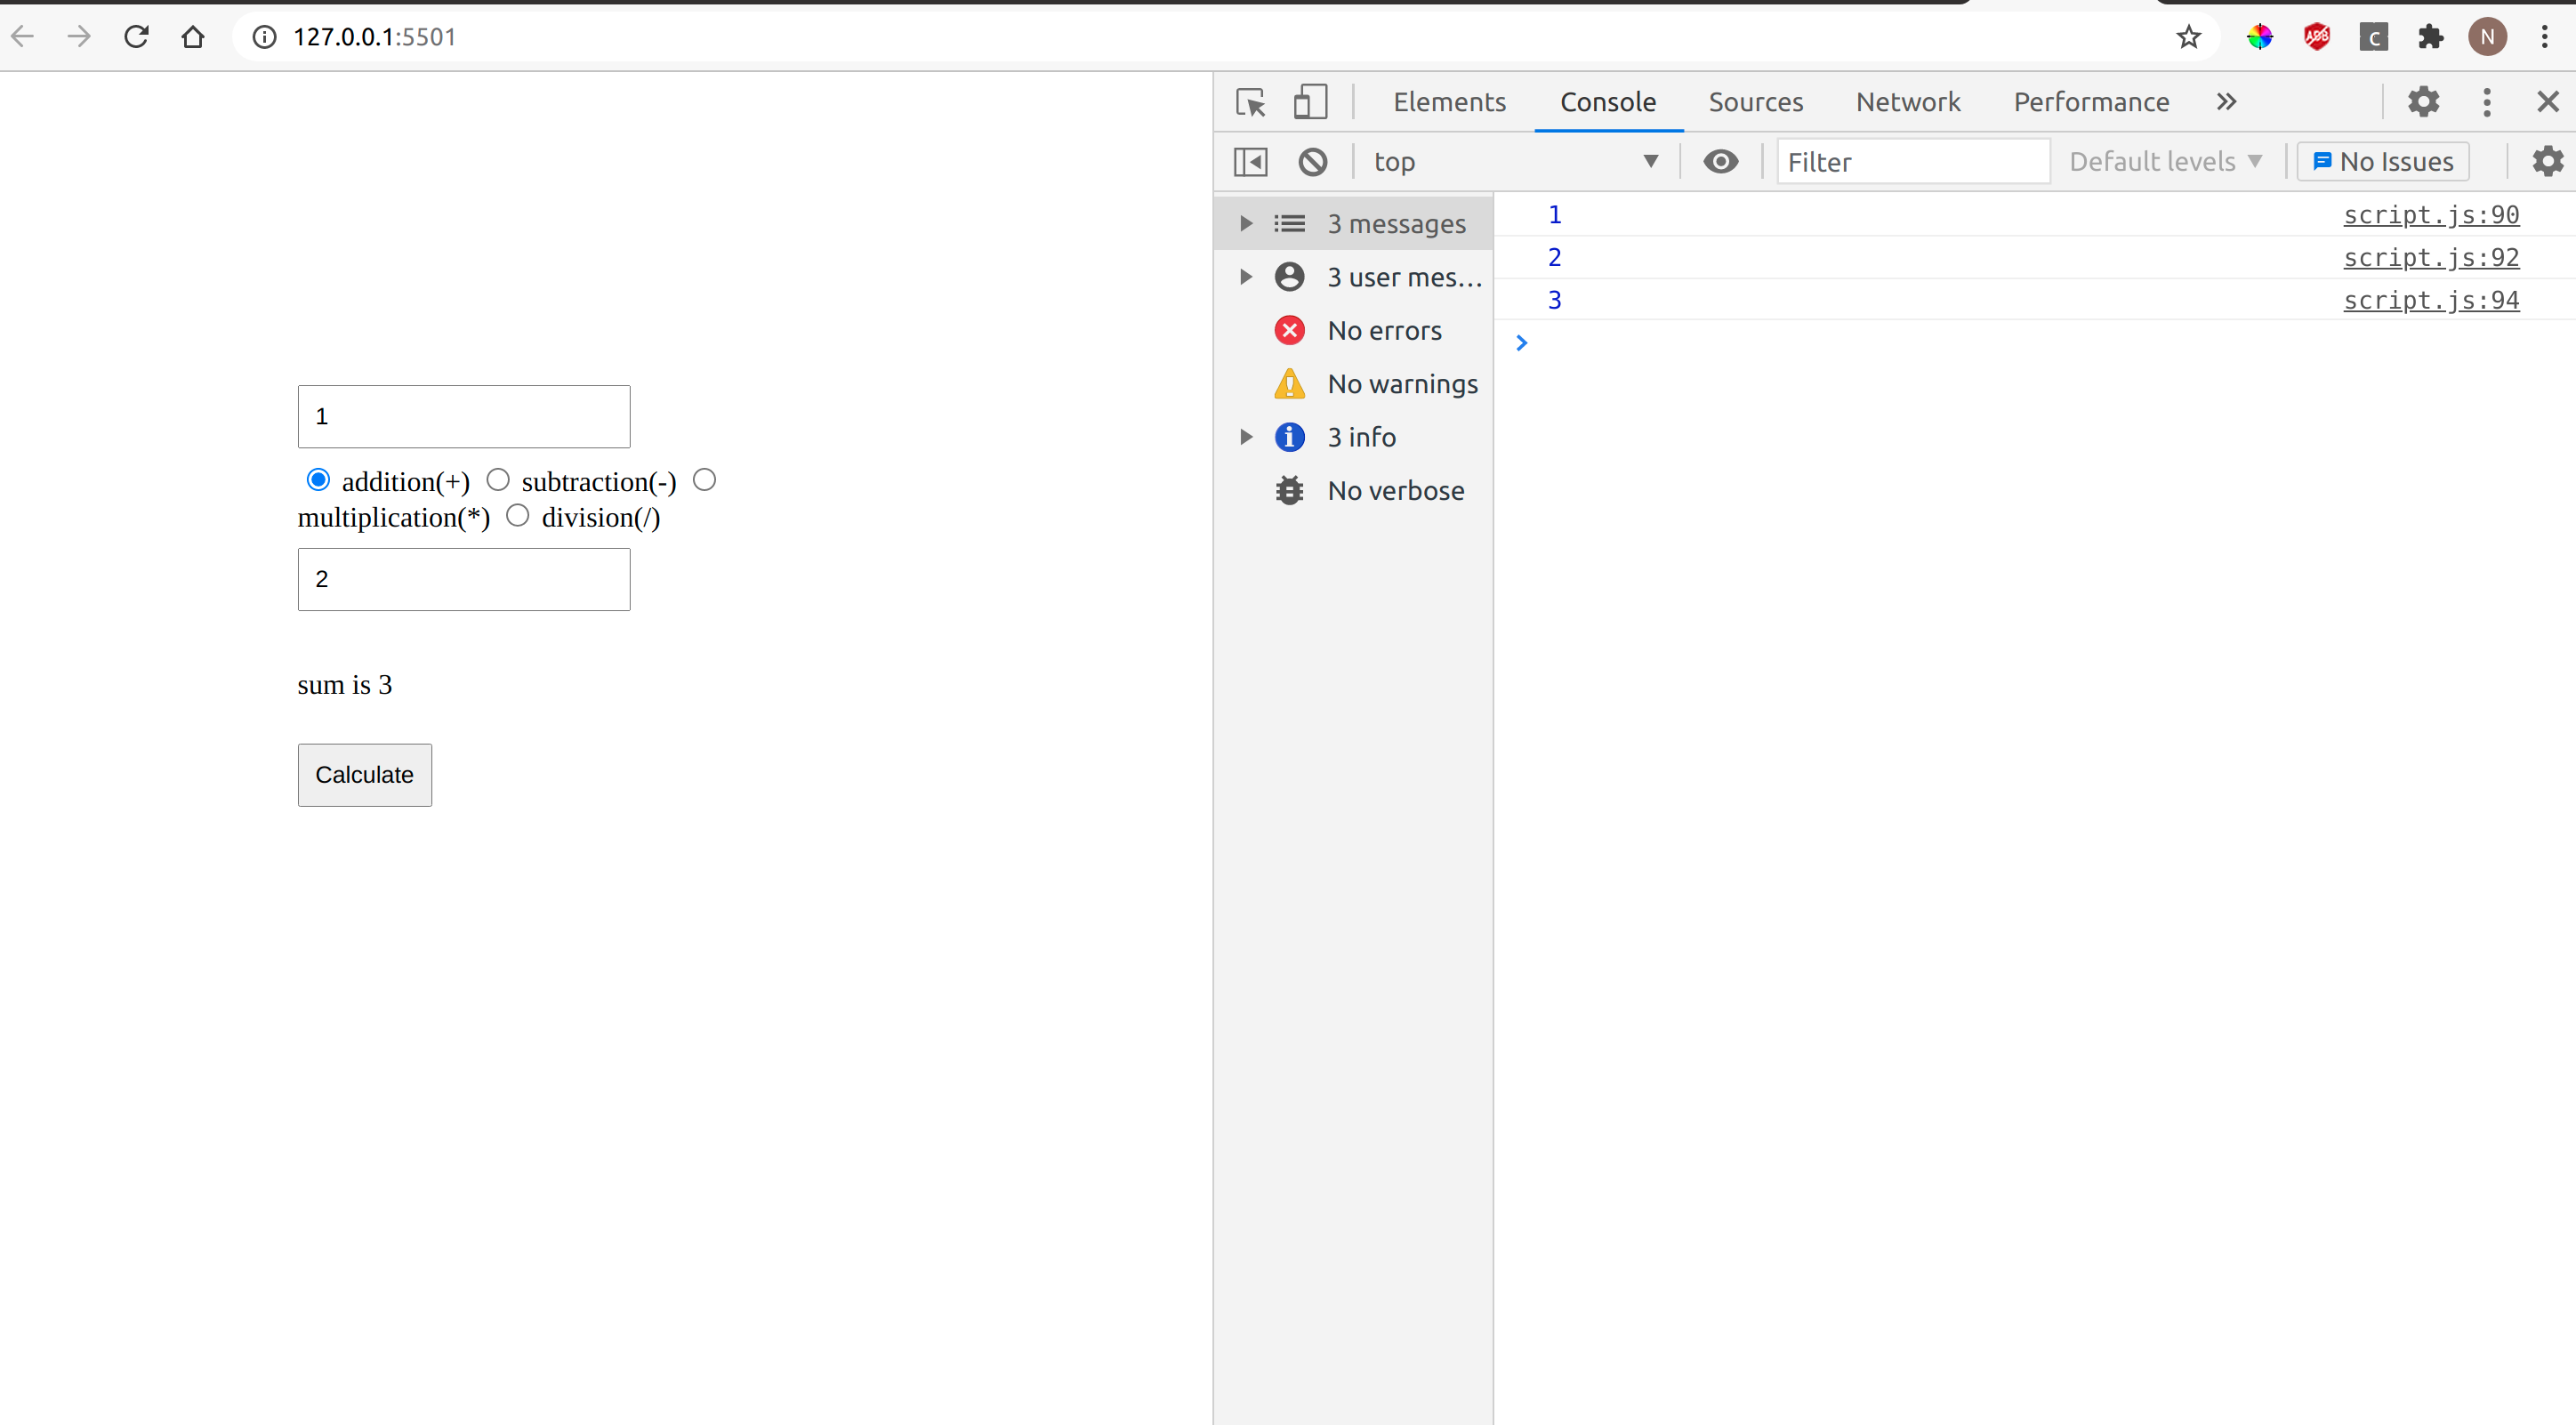 127.0.0.1:5501
ABB
C
N
Elements Console Sources Network Performance
top Filter Default levels No Issues
3 messages
3 user mes...
No errors
No warnings
3 info
No verbose
1 script.js:90
2 script.js:92
3 script.js:94
1
addition(+) subtraction(-)
multiplication(*) division(/)
2
sum is 3
Calculate